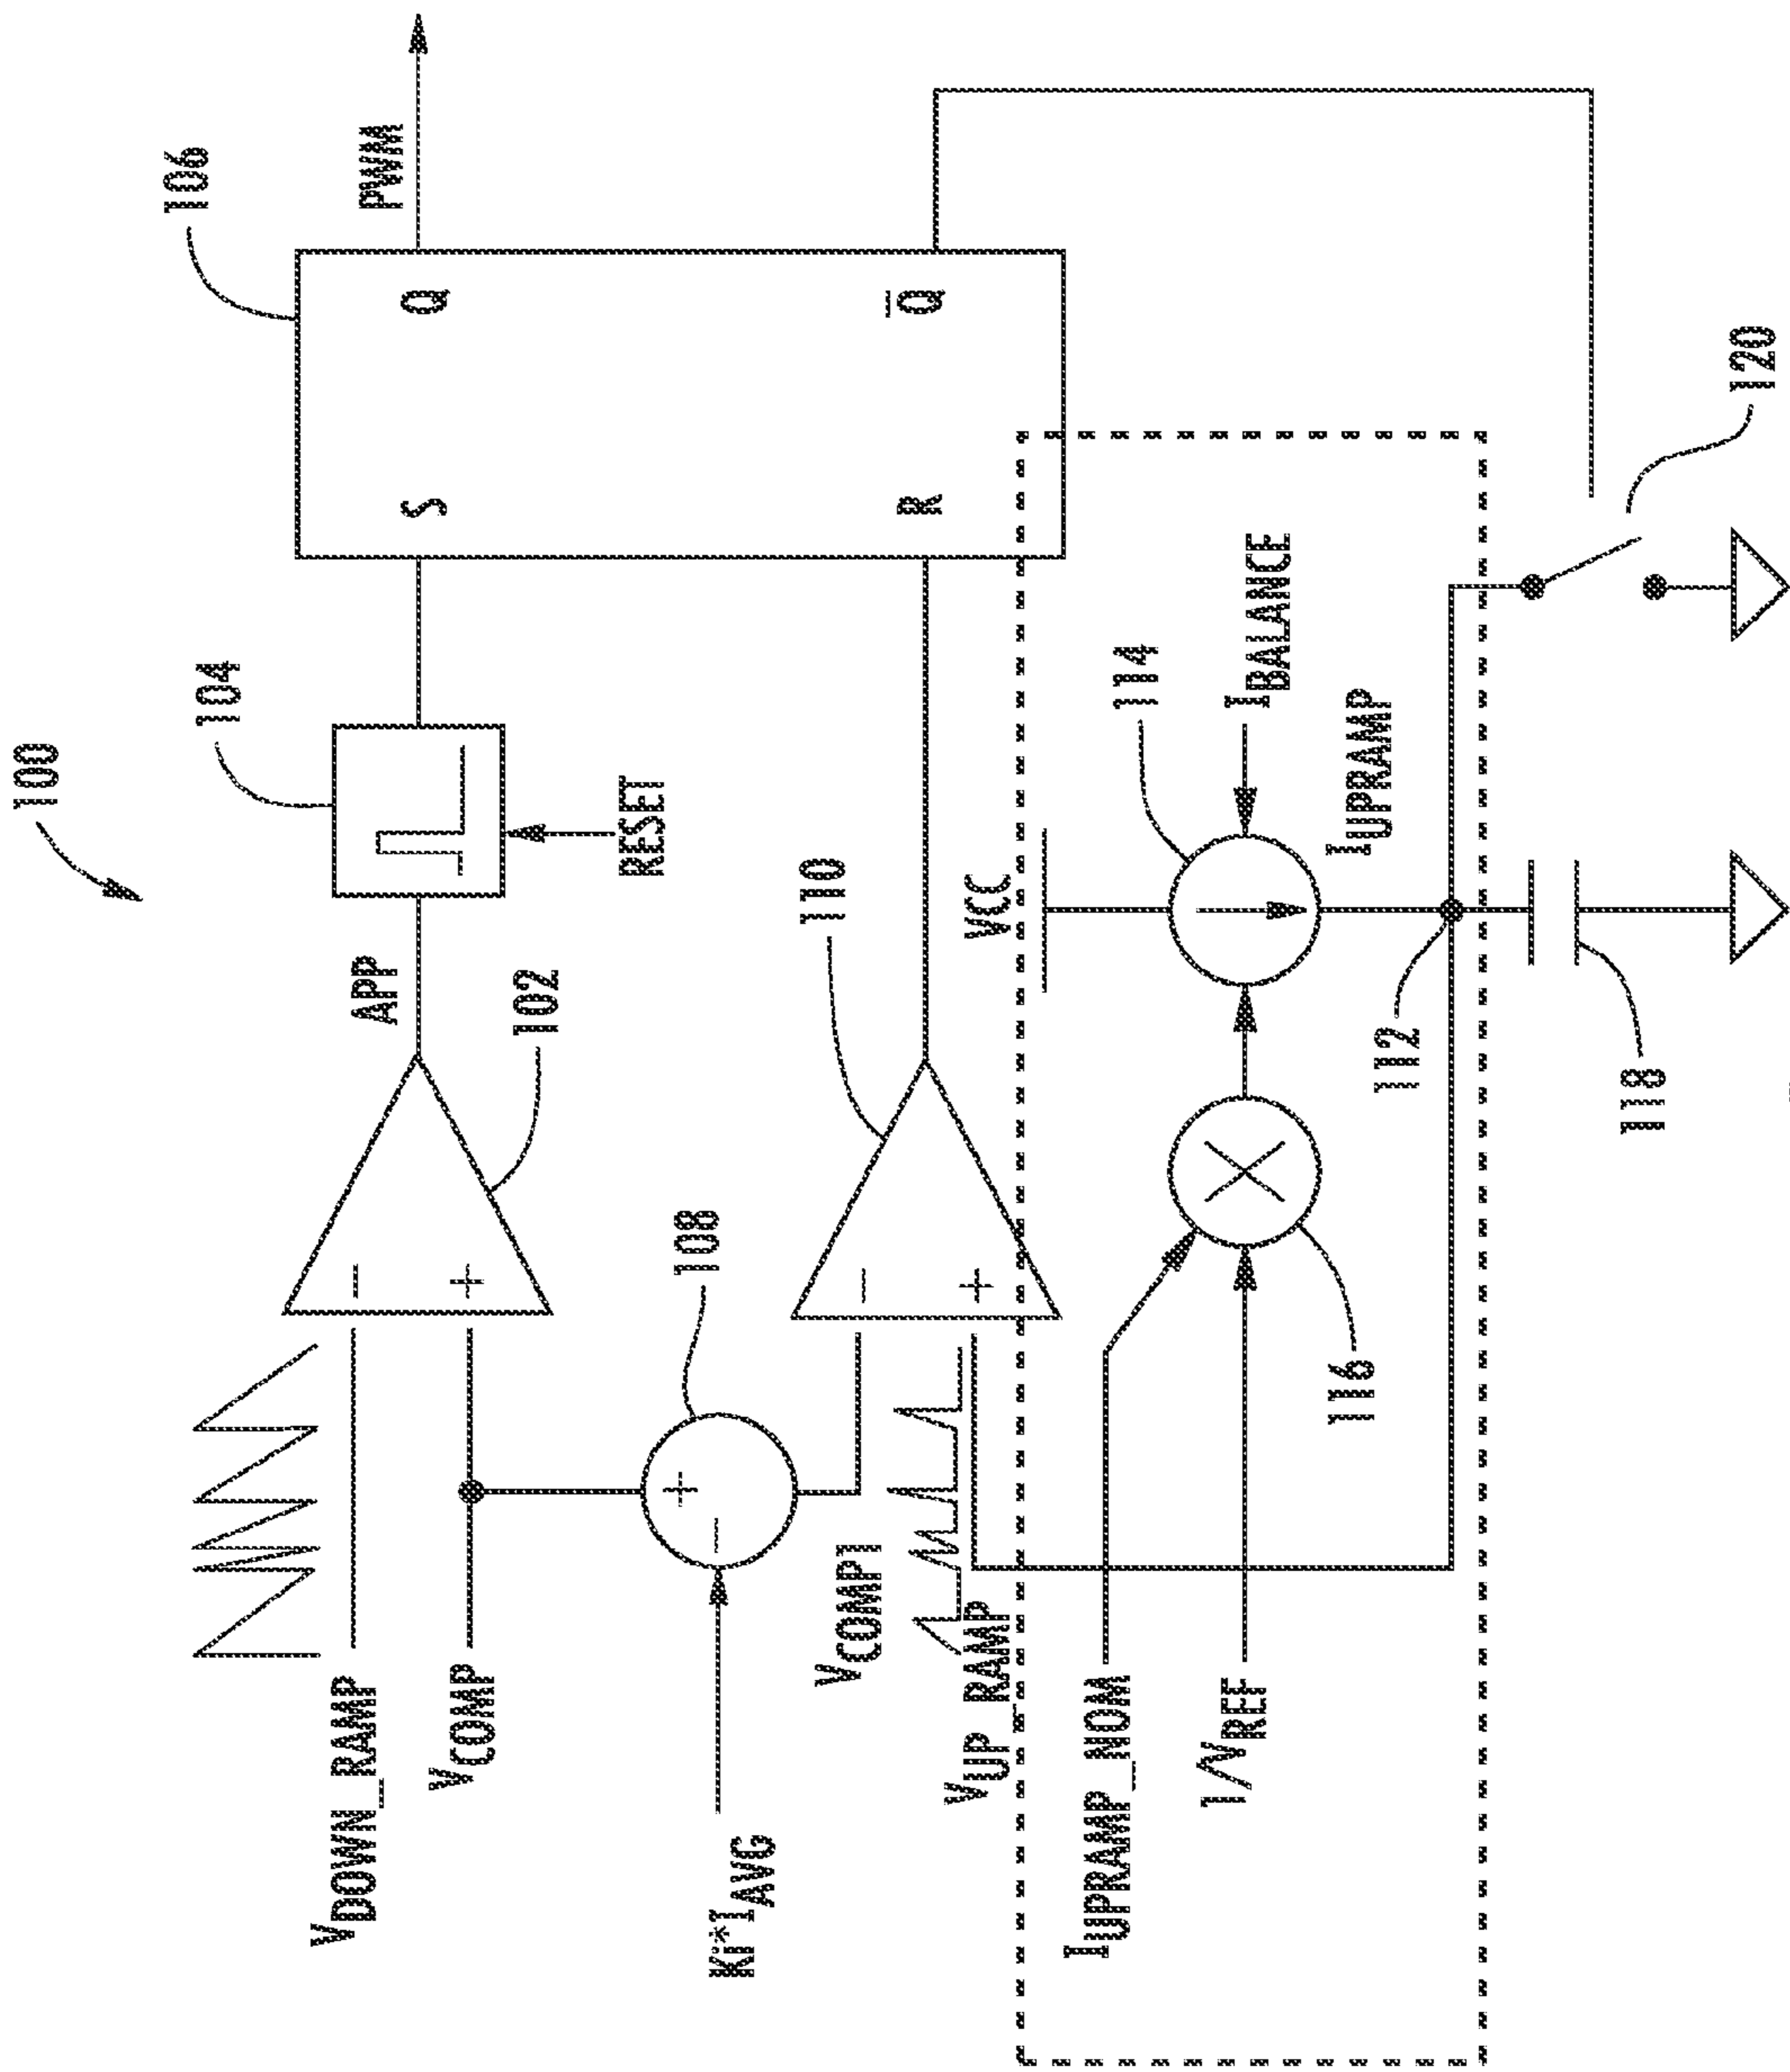 100
106
104
VDOWN_RAMP
-
APP
PWM
VCOMP
+
S
Q
102
RESET
108
+
-
Ki*IAVG
110
VCOMP1
-
R
Q̅
VUP_RAMP
+
VCC
IUPRAMP_NOM
114
1/VREF
IBALANCE
116
IUPRAMP
112
118
120